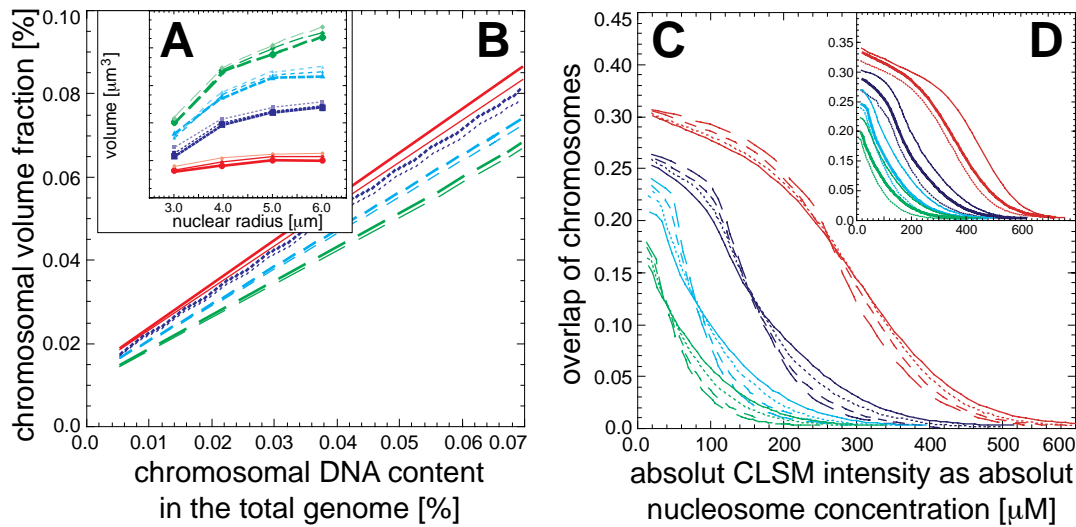 A
B
chromosomal volume fraction [%]
0.10
0.08
0.06
0.04
0.02
0.0
volume [µm³]
3.0 4.0 5.0 6.0
nuclear radius [µm]
0.0 0.01 0.02 0.03 0.04 0.05 0.06 0.07
chromosomal DNA content
in the total genome [%]
C
D
overlap of chromosomes
0.45
0.40
0.35
0.30
0.25
0.20
0.15
0.10
0.05
0.0
0.35
0.30
0.25
0.20
0.15
0.05
0.0
0 200 400 600
0 100 200 300 400 500 600
absolut CLSM intensity as absolut
nucleosome concentration [µM]